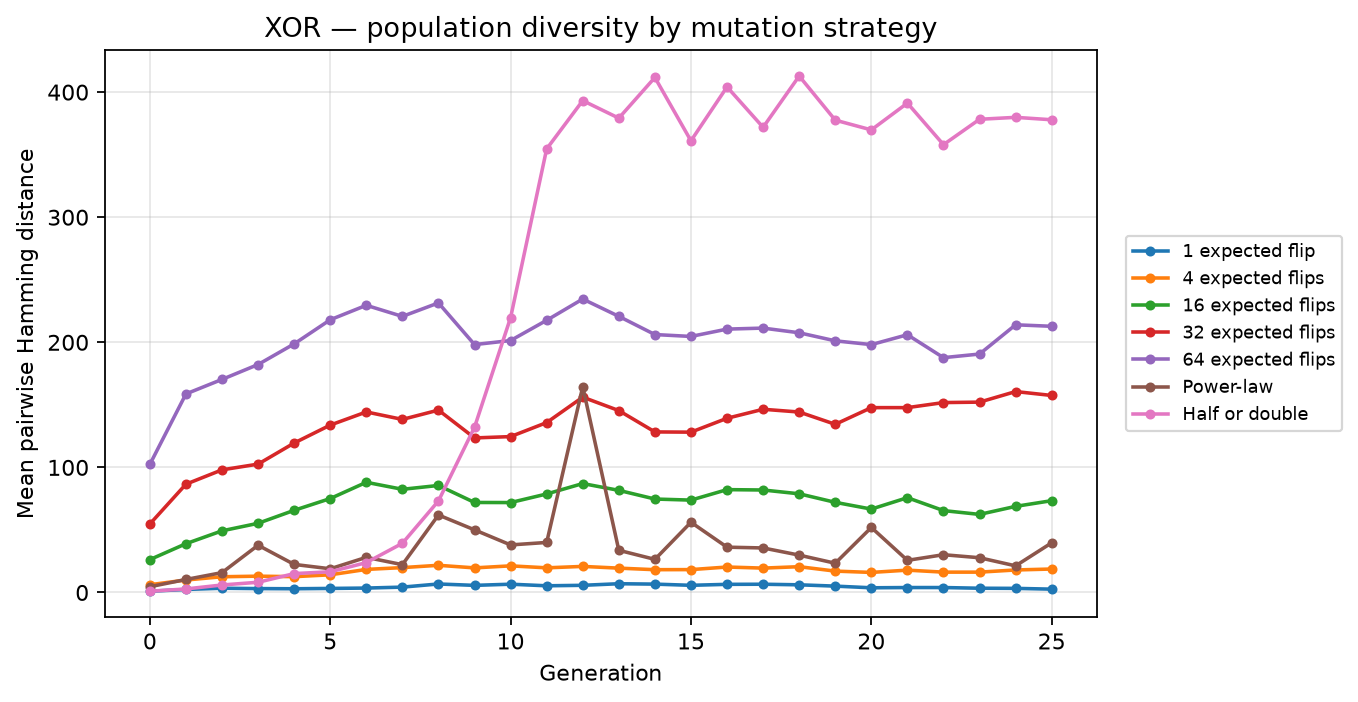 XOR — population diversity by mutation strategy
Mean pairwise Hamming distance
400
300
200
100
0
0
5
10
15
20
25
Generation
1 expected flip
4 expected flips
16 expected flips
32 expected flips
64 expected flips
Power-law
Half or double